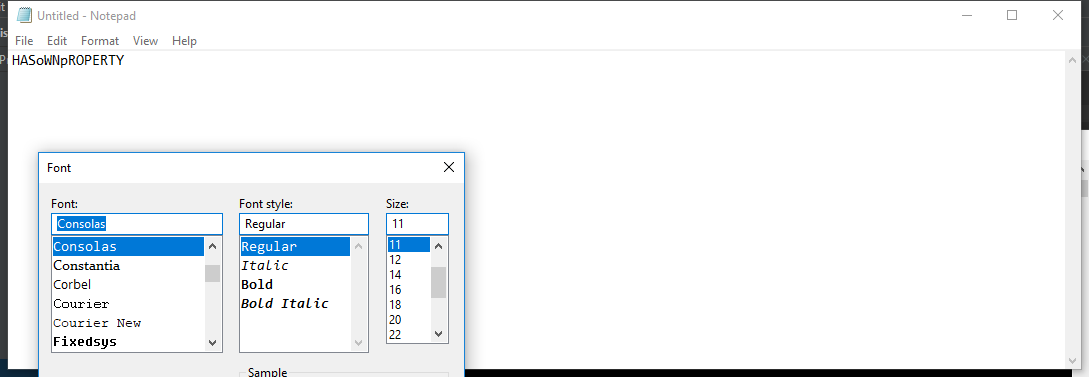 Untitled - Notepad
File Edit Format View Help
HASoWNpROPERTY
Font
Font: Font style: Size:
Consolas Regular 11
Consolas Regular 11
Constantia Italic 12
Corbel Bold 14
Courier Bold Italic 16
Courier New 18
Fixedsys 20
22
Sample